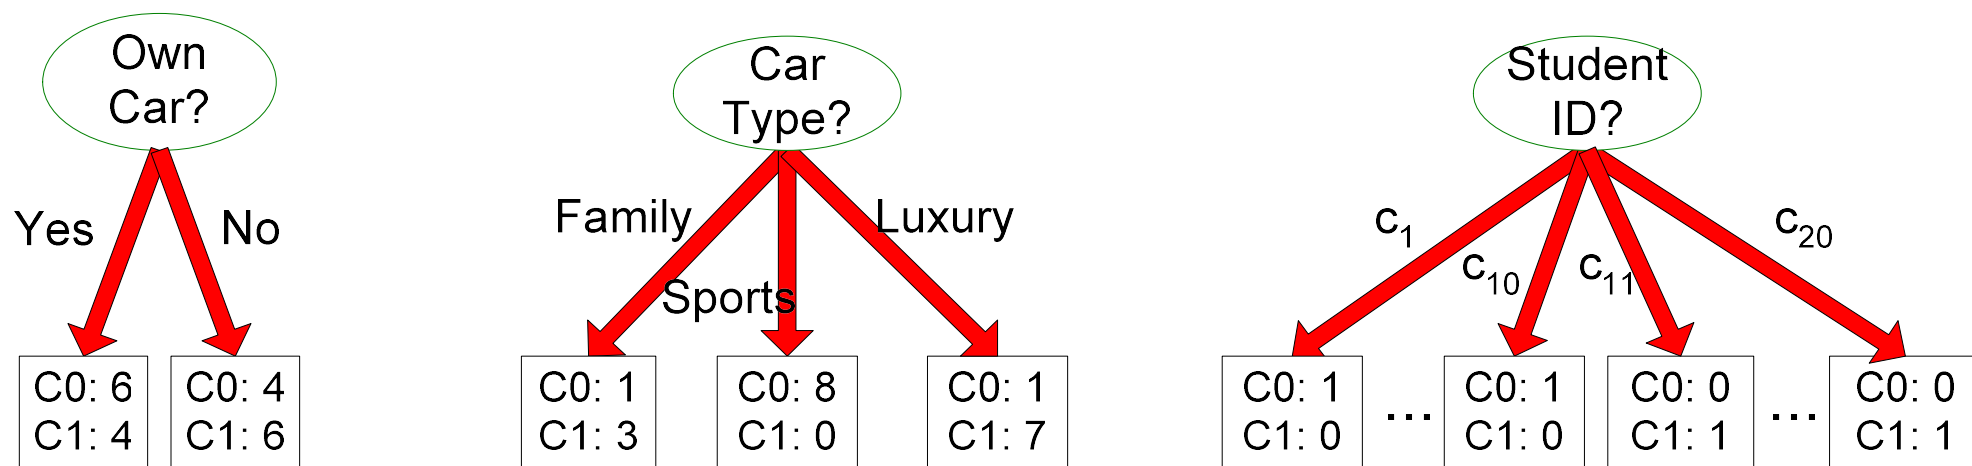 Own
Car?
Yes
No
C0: 6
C1: 4
C0: 4
C1: 6
Car
Type?
Family
Sports
Luxury
C0: 1
C1: 3
C0: 8
C1: 0
C0: 1
C1: 7
Student
ID?
c1
c10
c11
c20
C0: 1
C1: 0
...
C0: 1
C1: 0
C0: 0
C1: 1
...
C0: 0
C1: 1